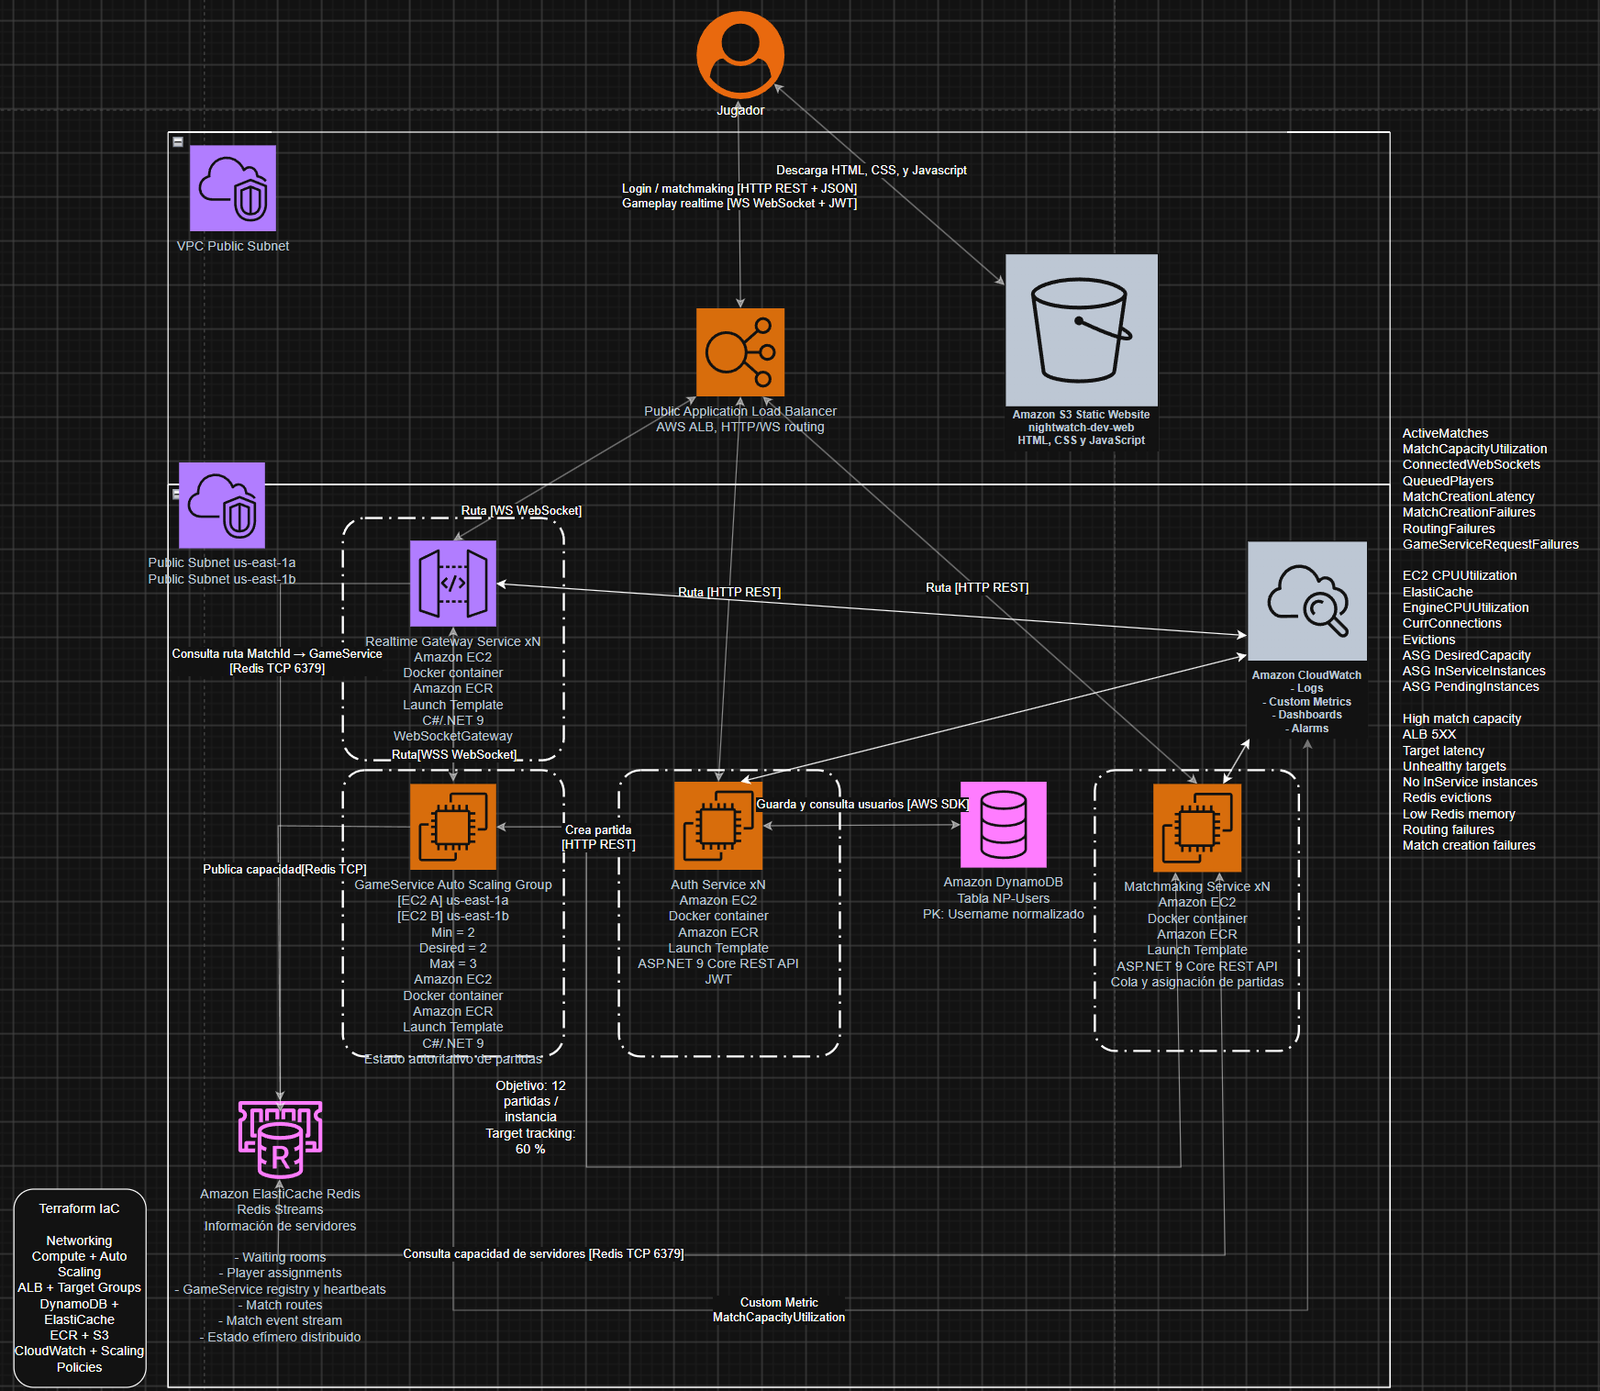 Jugador
Descarga HTML, CSS, y Javascript
Login / matchmaking [HTTP REST + JSON]
Gameplay realtime [WS WebSocket + JWT]
VPC Public Subnet
Public Application Load Balancer
AWS ALB, HTTP/WS routing
Amazon S3 Static Website
nightwatch-dev-web
HTML, CSS y JavaScript
Public Subnet us-east-1a
Public Subnet us-east-1b
Ruta [WS WebSocket]
Ruta [HTTP REST]
Ruta [HTTP REST]
Consulta ruta MatchId → GameService
[Redis TCP 6379]
Realtime Gateway Service xN
Amazon EC2
Docker container
Amazon ECR
Launch Template
C#/.NET 9
WebSocketGateway
Ruta[WSS WebSocket]
Amazon CloudWatch
- Logs
- Custom Metrics
- Dashboards
- Alarms
ActiveMatches
MatchCapacityUtilization
ConnectedWebSockets
QueuedPlayers
MatchCreationLatency
MatchCreationFailures
RoutingFailures
GameServiceRequestFailures
EC2 CPUUtilization
ElastiCache
EngineCPUUtilization
CurrConnections
Evictions
ASG DesiredCapacity
ASG InServiceInstances
ASG PendingInstances
High match capacity
ALB 5XX
Target latency
Unhealthy targets
No InService instances
Redis evictions
Low Redis memory
Routing failures
Match creation failures
Publica capacidad[Redis TCP]
Crea partida
[HTTP REST]
Guarda y consulta usuarios [AWS SDK]
GameService Auto Scaling Group
[EC2 A] us-east-1a
[EC2 B] us-east-1b
Min = 2
Desired = 2
Max = 3
Amazon EC2
Docker container
Amazon ECR
Launch Template
C#/.NET 9
Estado autoritativo de partidas
Auth Service xN
Amazon EC2
Docker container
Amazon ECR
Launch Template
ASP.NET 9 Core REST API
JWT
Amazon DynamoDB
Tabla NP-Users
PK: Username normalizado
Matchmaking Service xN
Amazon EC2
Docker container
Amazon ECR
Launch Template
ASP.NET 9 Core REST API
Cola y asignación de partidas
Objetivo: 12
partidas /
instancia
Target tracking:
60 %
R
Amazon ElastiCache Redis
Redis Streams
Información de servidores
- Waiting rooms
- Player assignments
- GameService registry y heartbeats
- Match routes
- Match event stream
- Estado efímero distribuido
Consulta capacidad de servidores [Redis TCP 6379]
Custom Metric
MatchCapacityUtilization
Terraform IaC
Networking
Compute + Auto
Scaling
ALB + Target Groups
DynamoDB +
ElastiCache
ECR + S3
CloudWatch + Scaling
Policies